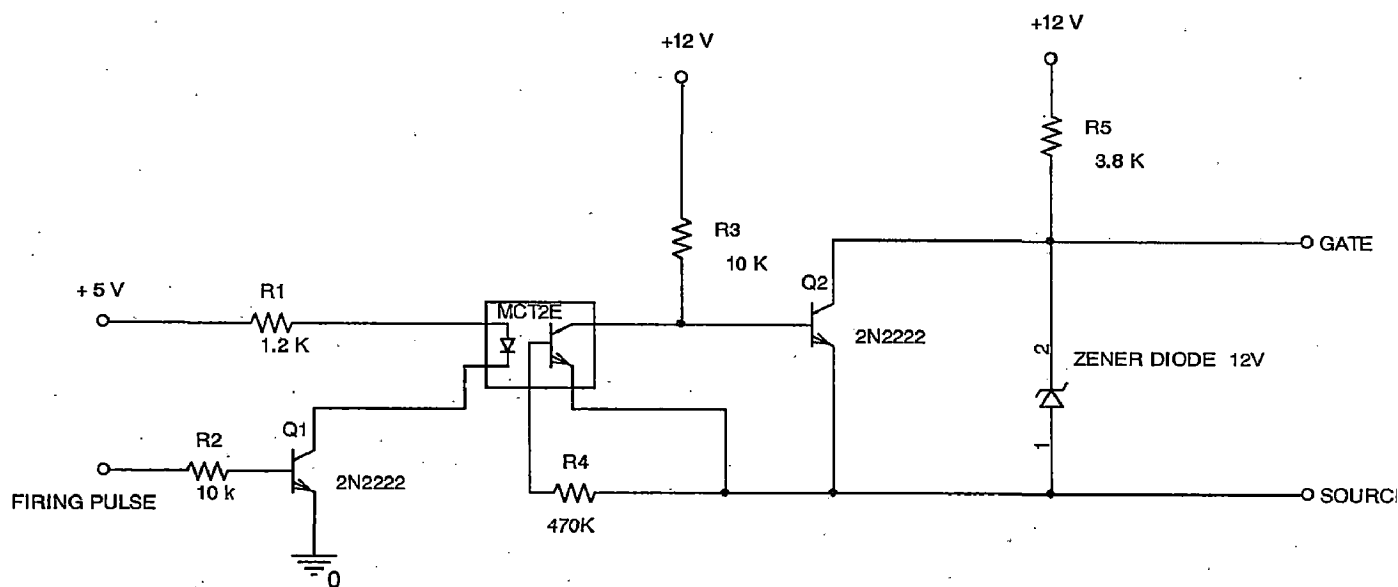 +12 V
+12 V
R5
3.8 K
R3
10 K
GATE
+ 5 V
R1
1.2 K
MCT2E
Q2
2N2222
2
ZENER DIODE 12V
1
R2
10 k
Q1
2N2222
R4
470K
FIRING PULSE
SOURCE
0